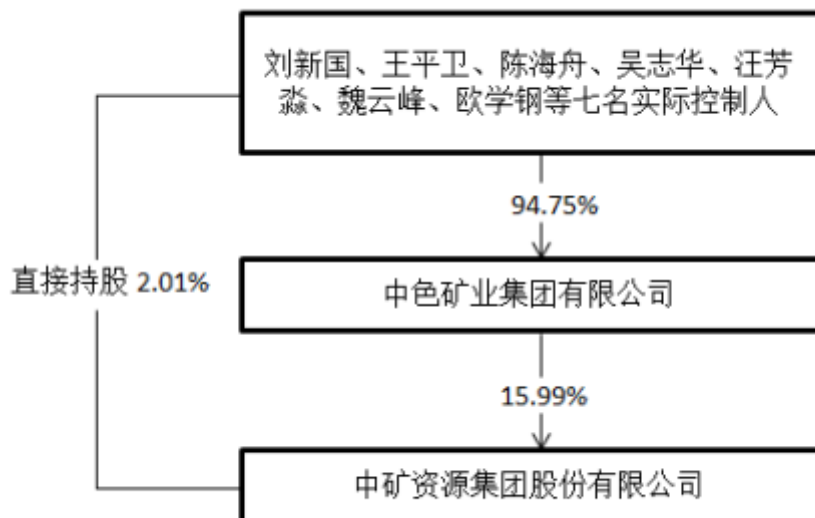 刘新国、王平卫、陈海舟、吴志华、汪芳
淼、魏云峰、欧学钢等七名实际控制人
94.75%
直接持股 2.01%
中色矿业集团有限公司
15.99%
中矿资源集团股份有限公司